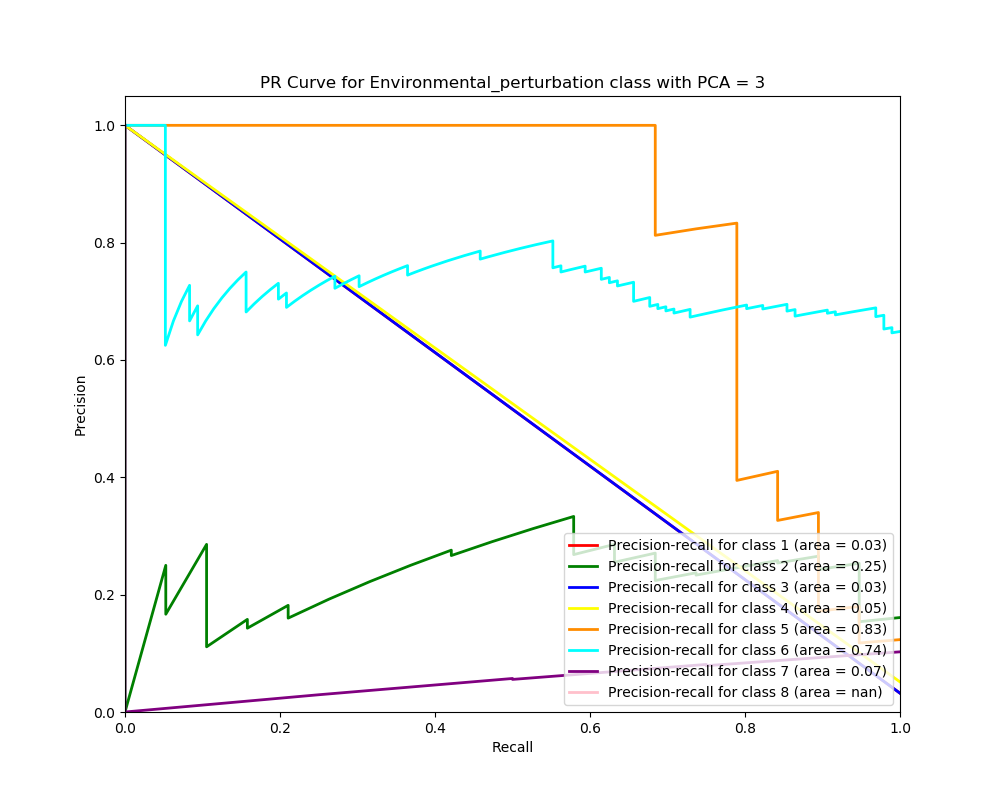 PR Curve for Environmental_perturbation class with PCA = 3
1.0
0.8
0.6
0.4
0.2
0.0
Precision
0.0 0.2 0.4 0.6 0.8 1.0
Recall
Precision-recall for class 1 (area = 0.03)
Precision-recall for class 2 (area = 0.25)
Precision-recall for class 3 (area = 0.03)
Precision-recall for class 4 (area = 0.05)
Precision-recall for class 5 (area = 0.83)
Precision-recall for class 6 (area = 0.74)
Precision-recall for class 7 (area = 0.07)
Precision-recall for class 8 (area = nan)